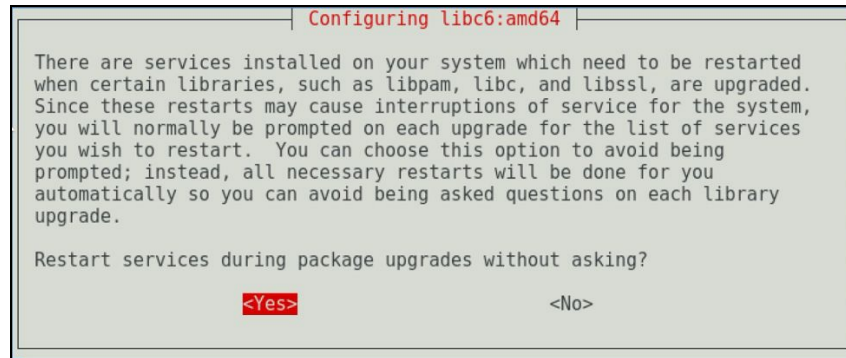 Configuring libc6:amd64
There are services installed on your system which need to be restarted
when certain libraries, such as libpam, libc, and libssl, are upgraded.
Since these restarts may cause interruptions of service for the system,
you will normally be prompted on each upgrade for the list of services
you wish to restart.  You can choose this option to avoid being
prompted; instead, all necessary restarts will be done for you
automatically so you can avoid being asked questions on each library
upgrade.
Restart services during package upgrades without asking?
<Yes> <No>